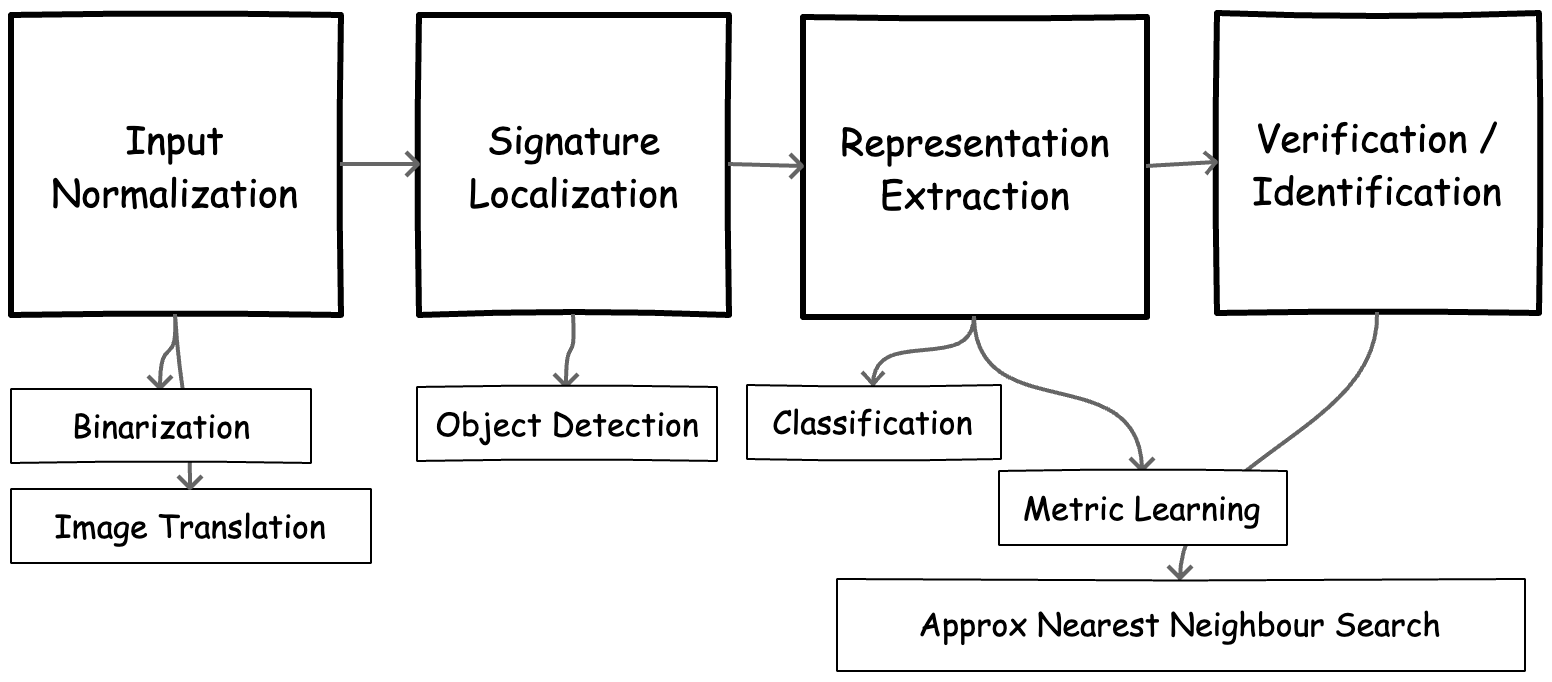 Input
Normalization
Signature
Localization
Representation
Extraction
Verification /
Identification
Binarization
Object Detection
Classification
Metric Learning
Image Translation
Approx Nearest Neighbour Search